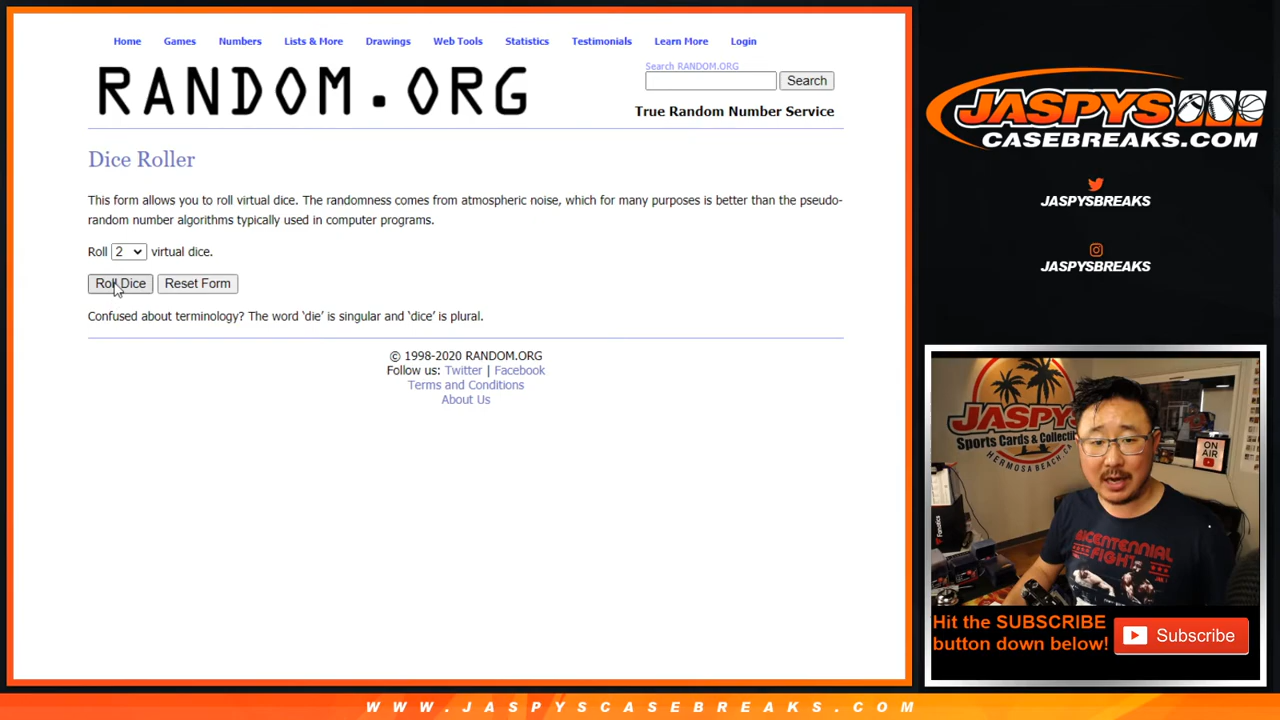 Home Games Numbers Lists & More Drawings Web Tools Statistics Testimonials Learn More Login
RANDOM.ORG
Search RANDOM.ORG
Search
True Random Number Service
Dice Roller
This form allows you to roll virtual dice. The randomness comes from atmospheric noise, which for many purposes is better than the pseudo-
random number algorithms typically used in computer programs.
Roll 2 virtual dice.
Roll Dice Reset Form
Confused about terminology? The word ‘die’ is singular and ‘dice’ is plural.
© 1998-2020 RANDOM.ORG
Follow us: Twitter | Facebook
Terms and Conditions
About Us
JASPYS
CASEBREAKS.COM
JASPYSBREAKS
JASPYSBREAKS
JASPYS
Sports Cards & Collectib
HERMOSA BEACH, CA
ON
AIR
Fanatics
BICENTENNIAL
FIGHT
Hit the SUBSCRIBE
button down below!
Subscribe
WWW.JASPYSCASEBREAKS.COM